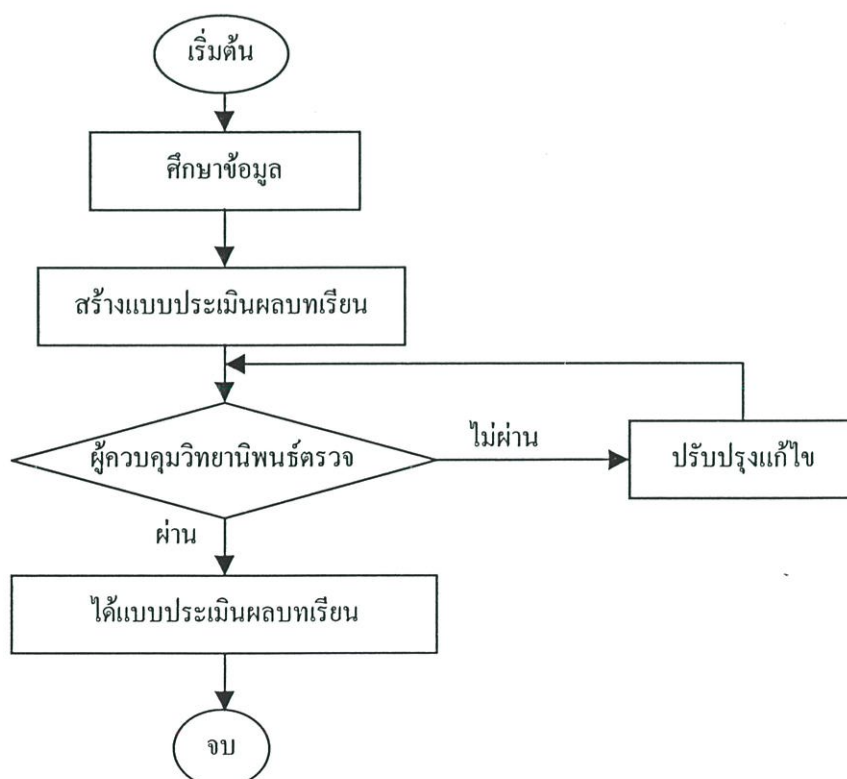 เริ่มต้น
ศึกษาข้อมูล
สร้างแบบประเมินผลบทเรียน
ผู้ควบคุมวิทยานิพนธ์ตรวจ
ไม่ผ่าน
ปรับปรุงแก้ไข
ผ่าน
ได้แบบประเมินผลบทเรียน
จบ